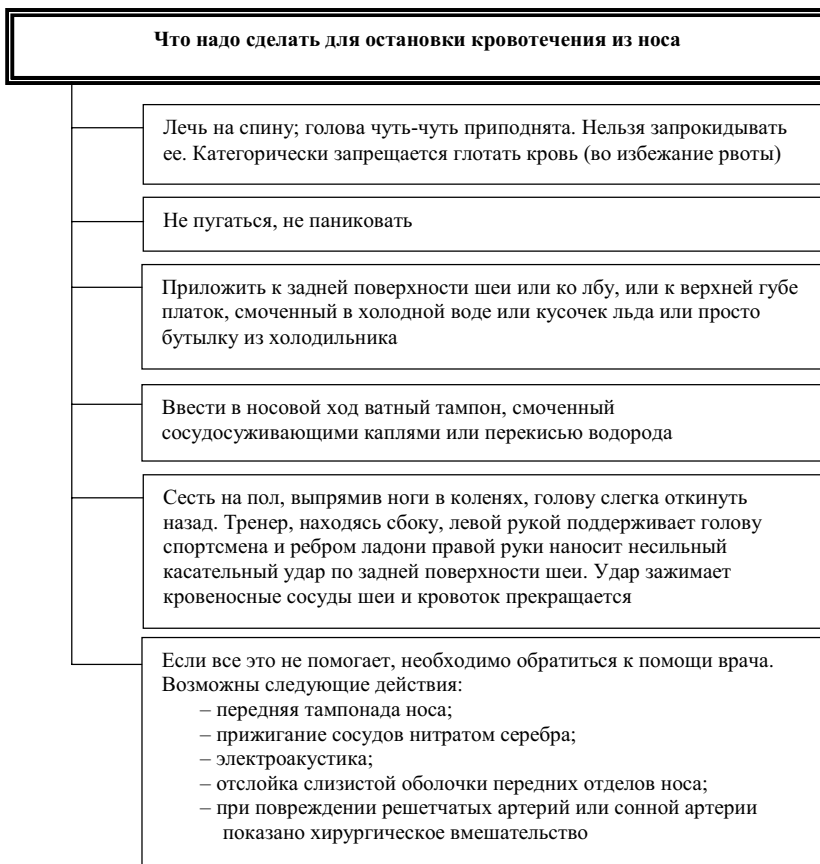 Что надо сделать для остановки кровотечения из носа
Лечь на спину; голова чуть-чуть приподнята. Нельзя запрокидывать
ее. Категорически запрещается глотать кровь (во избежание рвоты)
Не пугаться, не паниковать
Приложить к задней поверхности шеи или ко лбу, или к верхней губе
платок, смоченный в холодной воде или кусочек льда или просто
бутылку из холодильника
Ввести в носовой ход ватный тампон, смоченный
сосудосуживающими каплями или перекисью водорода
Сесть на пол, выпрямив ноги в коленях, голову слегка откинуть
назад. Тренер, находясь сбоку, левой рукой поддерживает голову
спортсмена и ребром ладони правой руки наносит несильный
касательный удар по задней поверхности шеи. Удар зажимает
кровеносные сосуды шеи и кровоток прекращается
Если все это не помогает, необходимо обратиться к помощи врача.
Возможны следующие действия:
– передняя тампонада носа;
– прижигание сосудов нитратом серебра;
– электроакустика;
– отслойка слизистой оболочки передних отделов носа;
– при повреждении решетчатых артерий или сонной артерии
показано хирургическое вмешательство